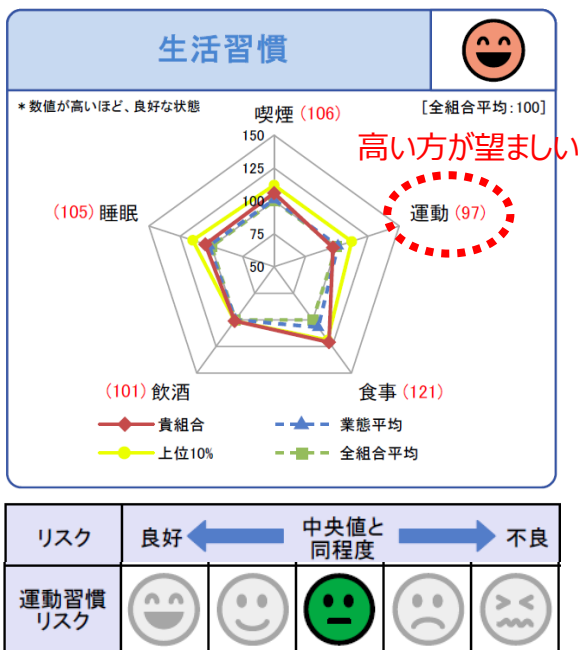 生活習慣
*数値が高いほど、良好な状態
[全組合平均:100]
喫煙(106)
高い方が望ましい
150
125
100
75
50
(105)睡眠
運動(97)
(101)飲酒
食事(121)
貴組合
業態平均
上位10%
全組合平均
リスク
良好
中央値と
同程度
不良
運動習慣
リスク